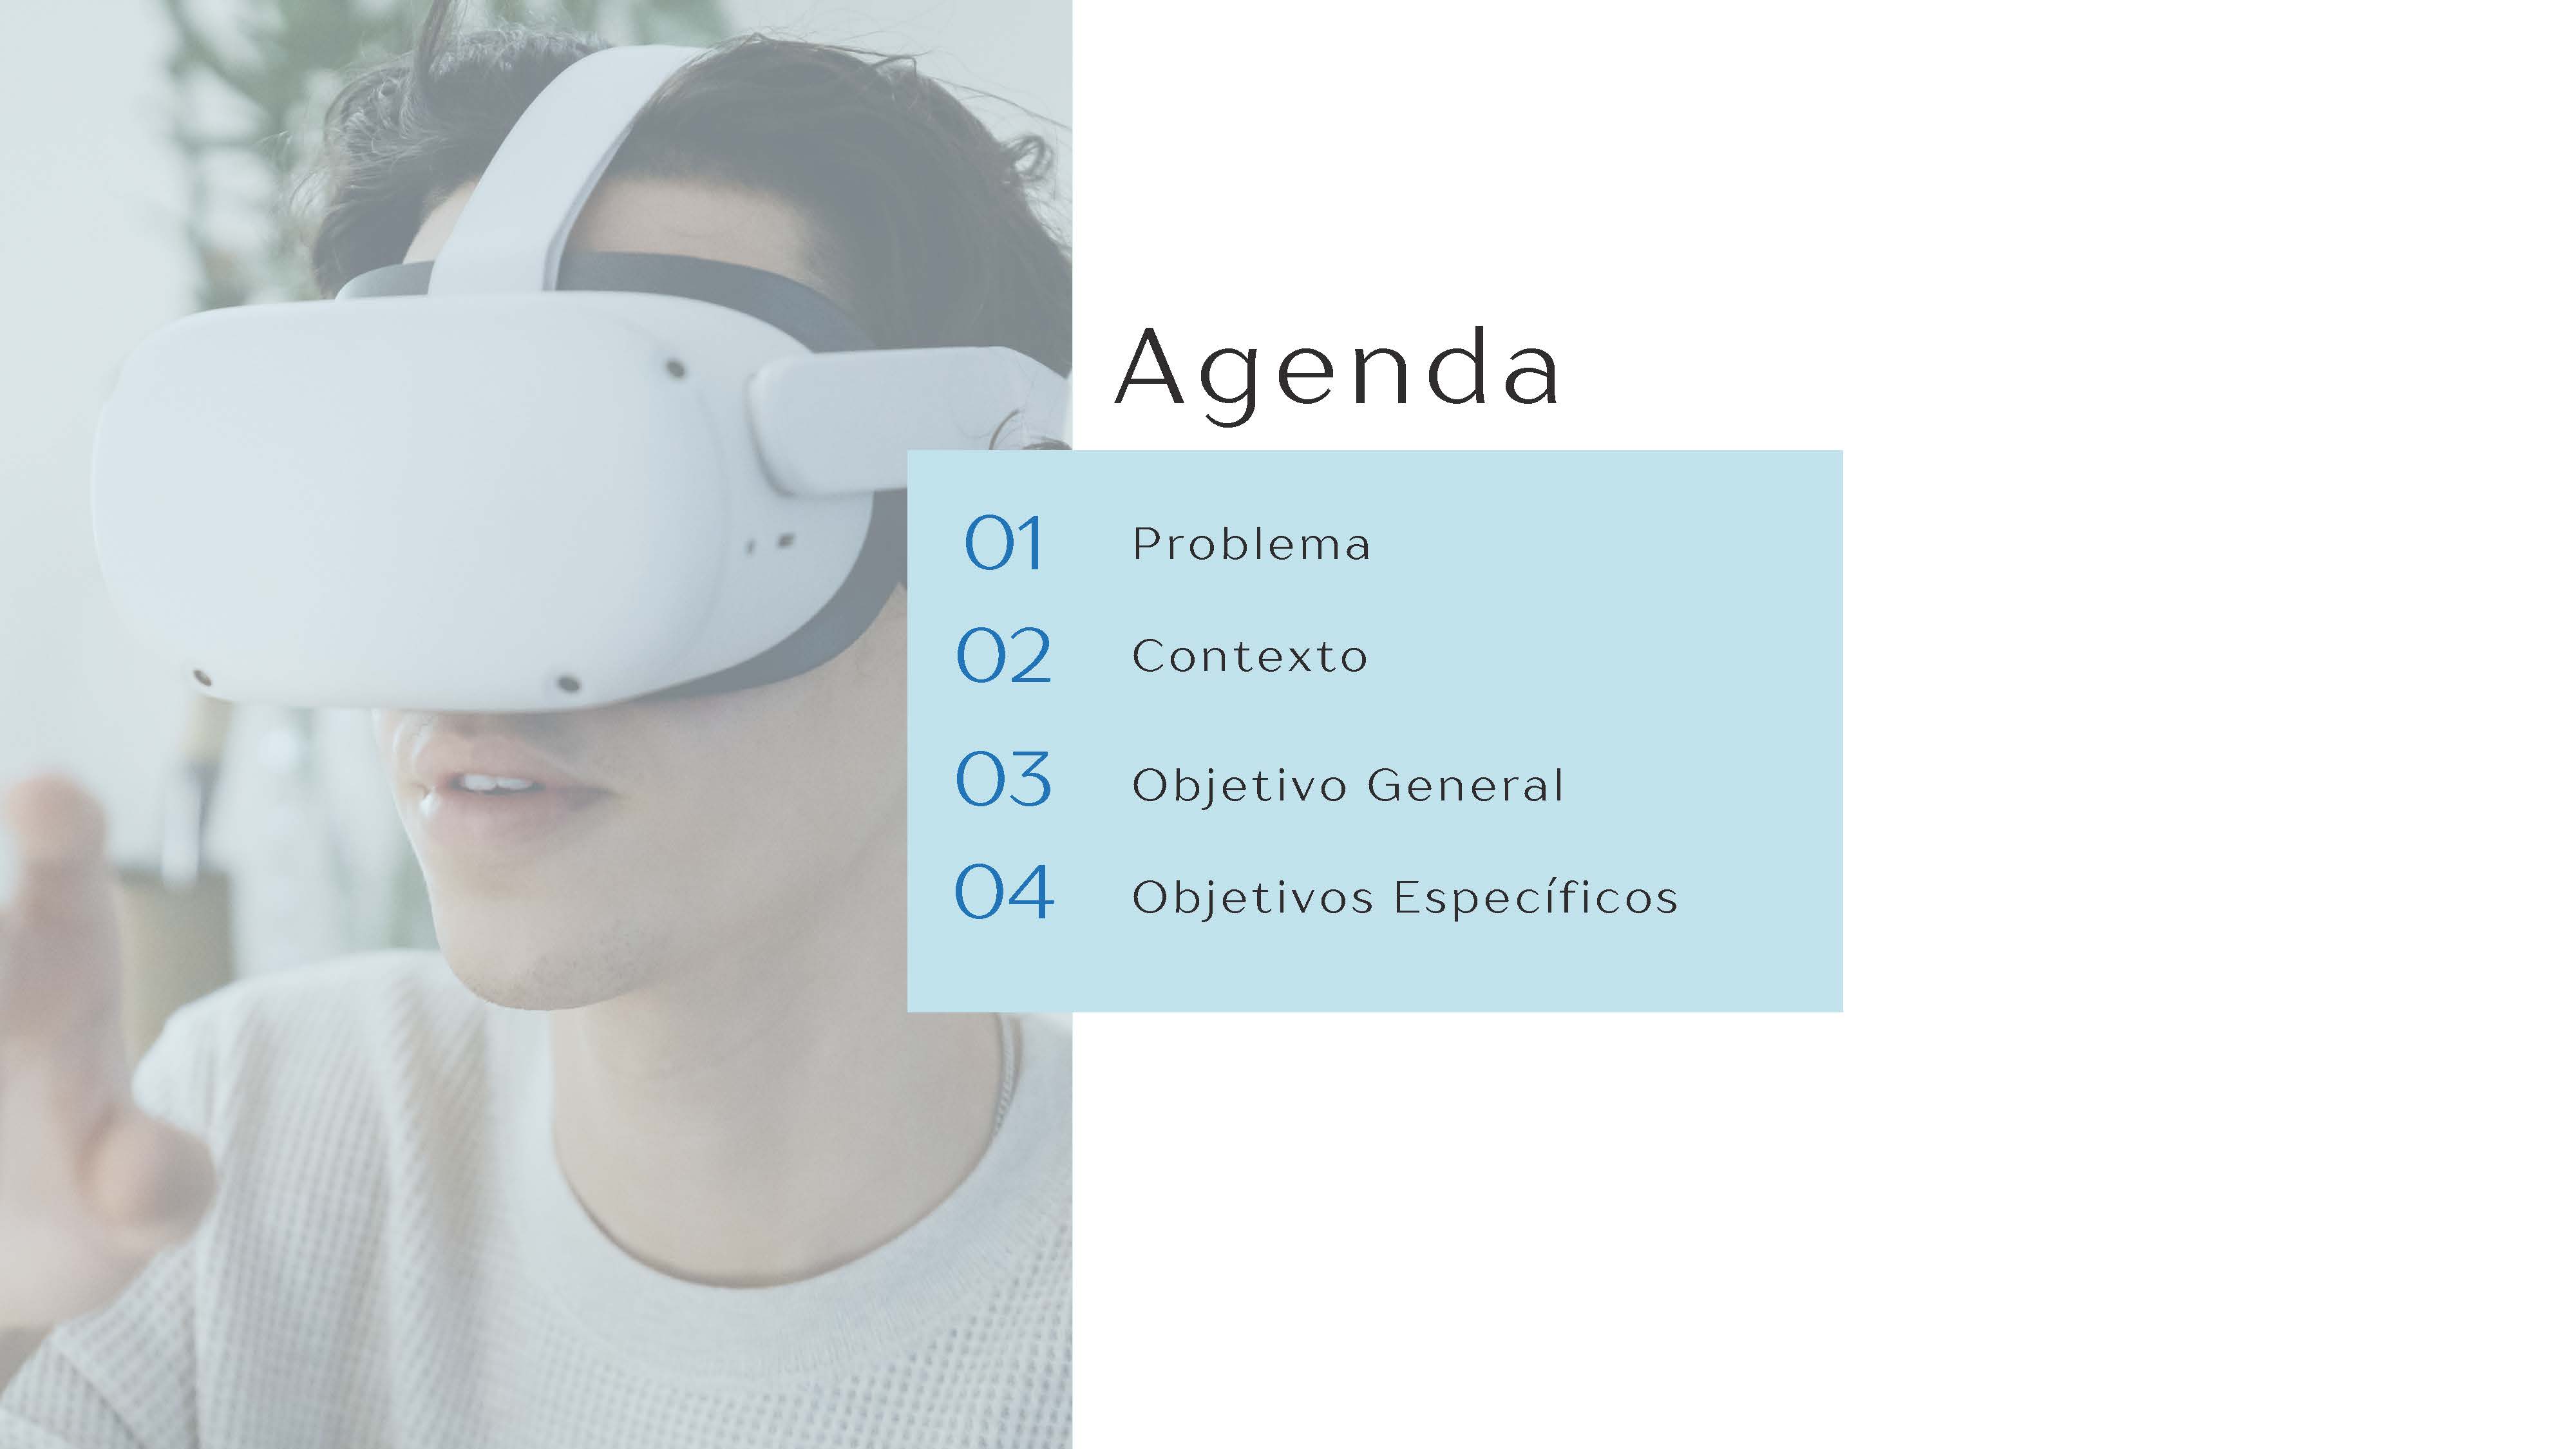 Agenda
01 Problema
02 Contexto
03 Objetivo General
04 Objetivos Específicos